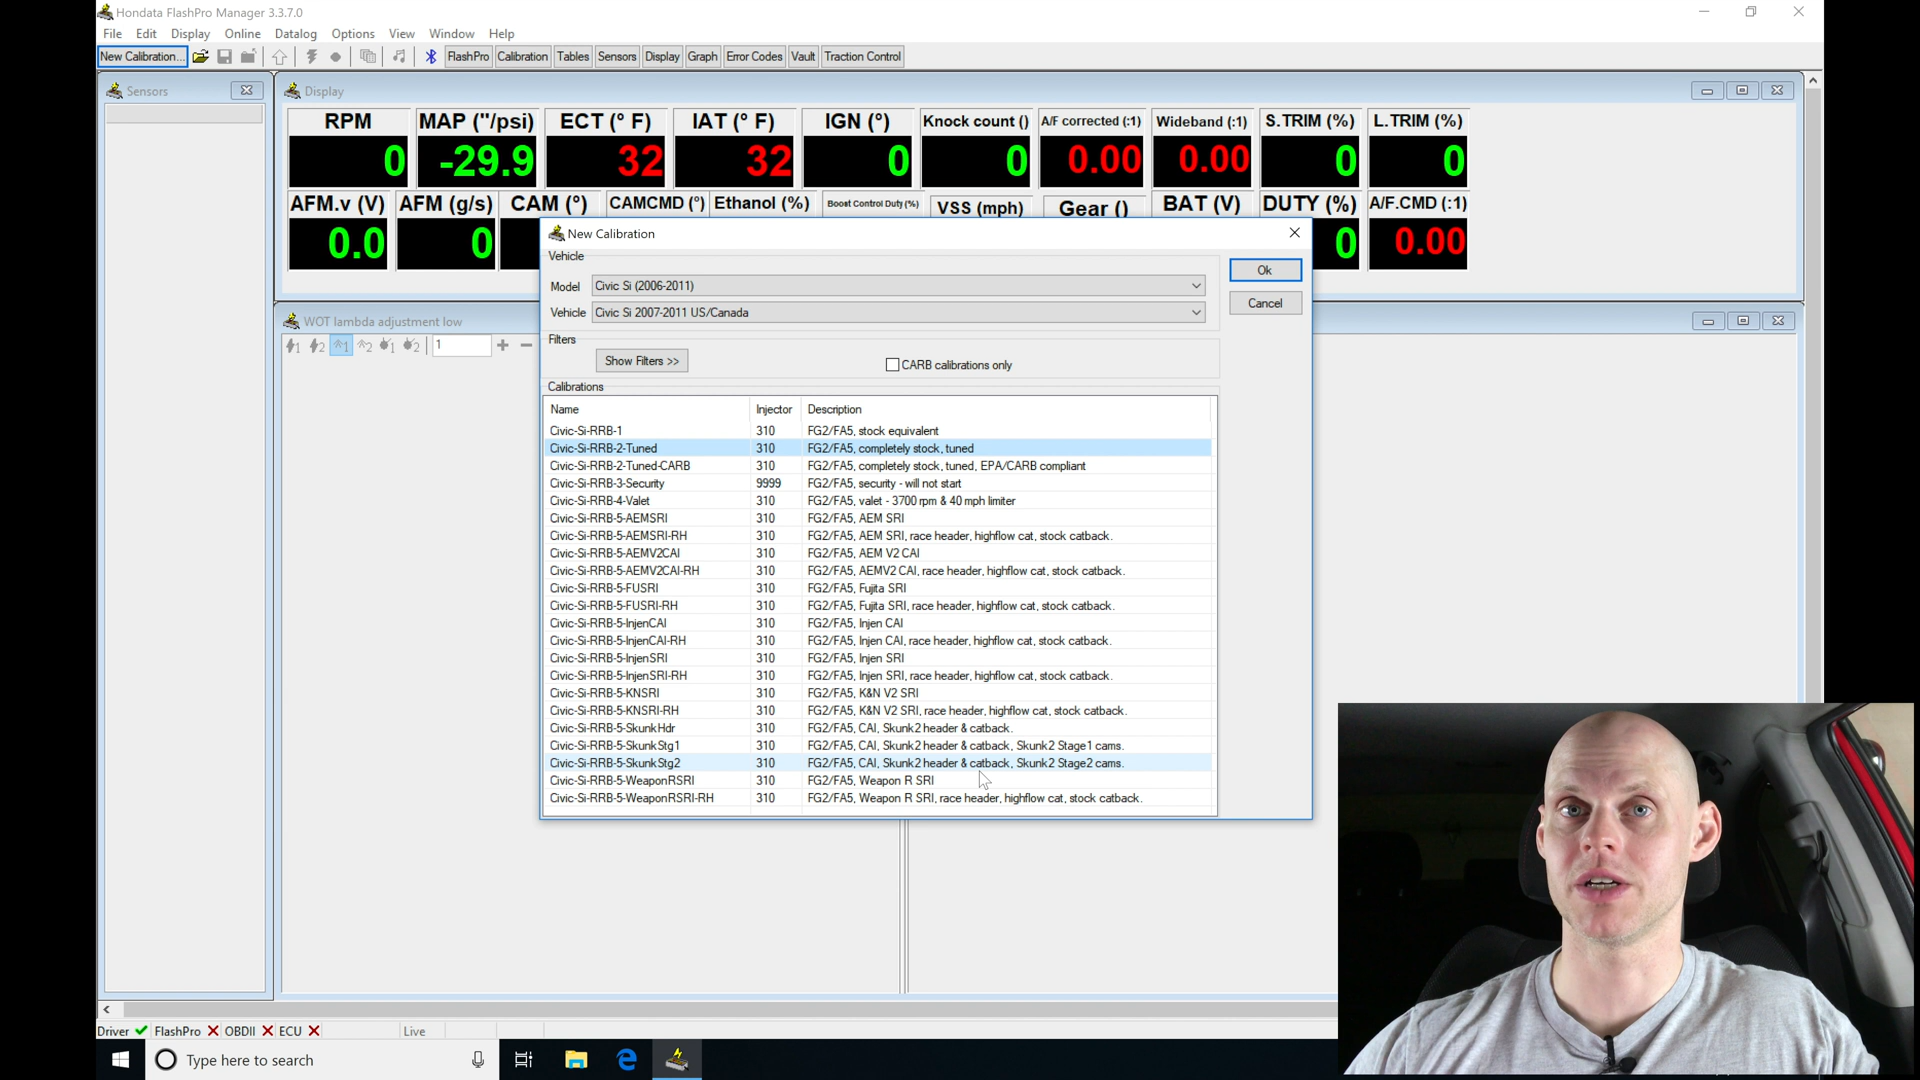 Hondata FlashPro Manager 3.3.7.0
File Edit Display Online Datalog Options View Window Help
New Calibration... FlashPro Calibration Tables Sensors Display Graph Error Codes Vault Traction Control
Sensors
Display
RPM MAP ("/psi) ECT (° F) IAT (° F) IGN (°) Knock count () A/F corrected (:1) Wideband (:1) S.TRIM (%) L.TRIM (%)
0 -29.9 32 32 0 0 0.00 0.00 0 0
AFM.v (V) AFM (g/s) CAM (°) CAMCMD (°) Ethanol (%) Boost Control Duty (%) VSS (mph) Gear () BAT (V) DUTY (%) A/F.CMD (:1)
0.0 0 0 0.00
New Calibration
Vehicle
Model Civic Si (2006-2011)
Vehicle Civic Si 2007-2011 US/Canada
Ok
Cancel
WOT lambda adjustment low
1
Filters
Show Filters >> CARB calibrations only
Calibrations
Name Injector Description
Civic-Si-RRB-1 310 FG2/FA5, stock equivalent
Civic-Si-RRB-2-Tuned 310 FG2/FA5, completely stock, tuned
Civic-Si-RRB-2-Tuned-CARB 310 FG2/FA5, completely stock, tuned, EPA/CARB compliant
Civic-Si-RRB-3-Security 9999 FG2/FA5, security - will not start
Civic-Si-RRB-4-Valet 310 FG2/FA5, valet - 3700 rpm & 40 mph limiter
Civic-Si-RRB-5-AEMSRI 310 FG2/FA5, AEM SRI
Civic-Si-RRB-5-AEMSRI-RH 310 FG2/FA5, AEM SRI, race header, highflow cat, stock catback.
Civic-Si-RRB-5-AEMV2CAI 310 FG2/FA5, AEM V2 CAI
Civic-Si-RRB-5-AEMV2CAI-RH 310 FG2/FA5, AEMV2 CAI, race header, highflow cat, stock catback.
Civic-Si-RRB-5-FUSRI 310 FG2/FA5, Fujita SRI
Civic-Si-RRB-5-FUSRI-RH 310 FG2/FA5, Fujita SRI, race header, highflow cat, stock catback.
Civic-Si-RRB-5-InjenCAI 310 FG2/FA5, Injen CAI
Civic-Si-RRB-5-InjenCAI-RH 310 FG2/FA5, Injen CAI, race header, highflow cat, stock catback.
Civic-Si-RRB-5-InjenSRI 310 FG2/FA5, Injen SRI
Civic-Si-RRB-5-InjenSRI-RH 310 FG2/FA5, Injen SRI, race header, highflow cat, stock catback.
Civic-Si-RRB-5-KNSRI 310 FG2/FA5, K&N V2 SRI
Civic-Si-RRB-5-KNSRI-RH 310 FG2/FA5, K&N V2 SRI, race header, highflow cat, stock catback.
Civic-Si-RRB-5-SkunkHdr 310 FG2/FA5, CAI, Skunk2 header & catback.
Civic-Si-RRB-5-SkunkStg1 310 FG2/FA5, CAI, Skunk2 header & catback, Skunk2 Stage1 cams.
Civic-Si-RRB-5-SkunkStg2 310 FG2/FA5, CAI, Skunk2 header & catback, Skunk2 Stage2 cams.
Civic-Si-RRB-5-WeaponRSRI 310 FG2/FA5, Weapon R SRI
Civic-Si-RRB-5-WeaponRSRI-RH 310 FG2/FA5, Weapon R SRI, race header, highflow cat, stock catback.
Driver FlashPro OBDII ECU Live
Type here to search